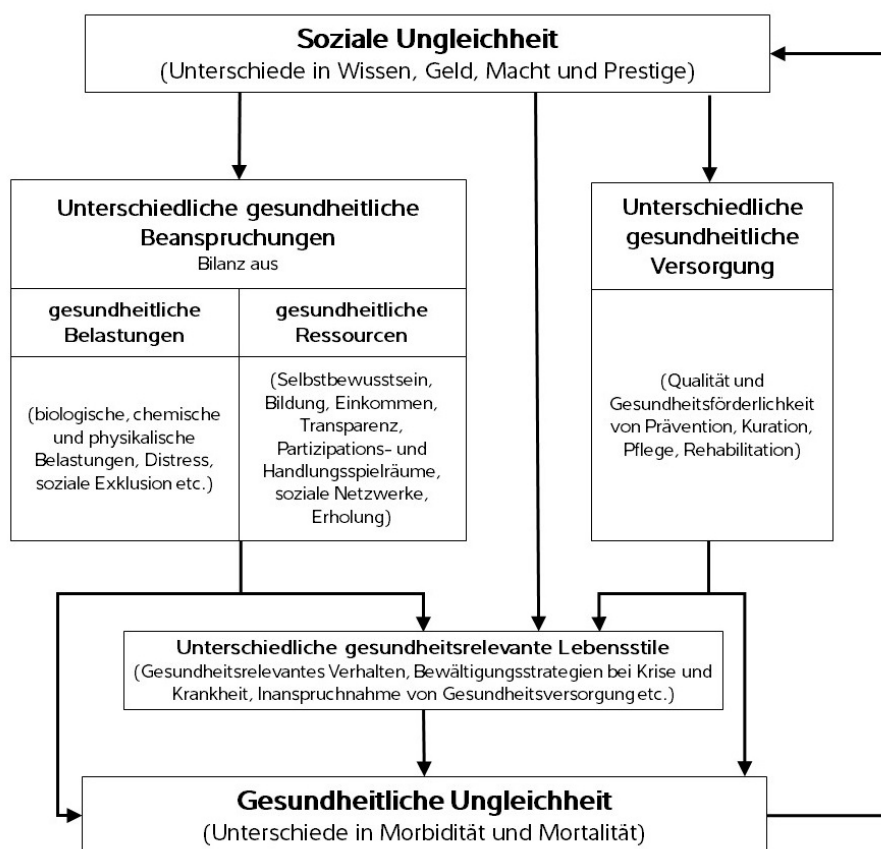 Soziale Ungleichheit
(Unterschiede in Wissen, Geld, Macht und Prestige)
Unterschiedliche gesundheitliche
Beanspruchungen
Bilanz aus
gesundheitliche
Belastungen
(biologische, chemische
und physikalische
Belastungen, Distress,
soziale Exklusion etc.)
gesundheitliche
Ressourcen
(Selbstbewusstsein,
Bildung, Einkommen,
Transparenz,
Partizipations- und
Handlungsspielräume,
soziale Netzwerke,
Erholung)
Unterschiedliche
gesundheitliche
Versorgung
(Qualität und
Gesundheitsförderlichkeit
von Prävention, Kuration,
Pflege, Rehabilitation)
Unterschiedliche gesundheitsrelevante Lebensstile
(Gesundheitsrelevantes Verhalten, Bewältigungsstrategien bei Krise und
Krankheit, Inanspruchnahme von Gesundheitsversorgung etc.)
Gesundheitliche Ungleichheit
(Unterschiede in Morbidität und Mortalität)